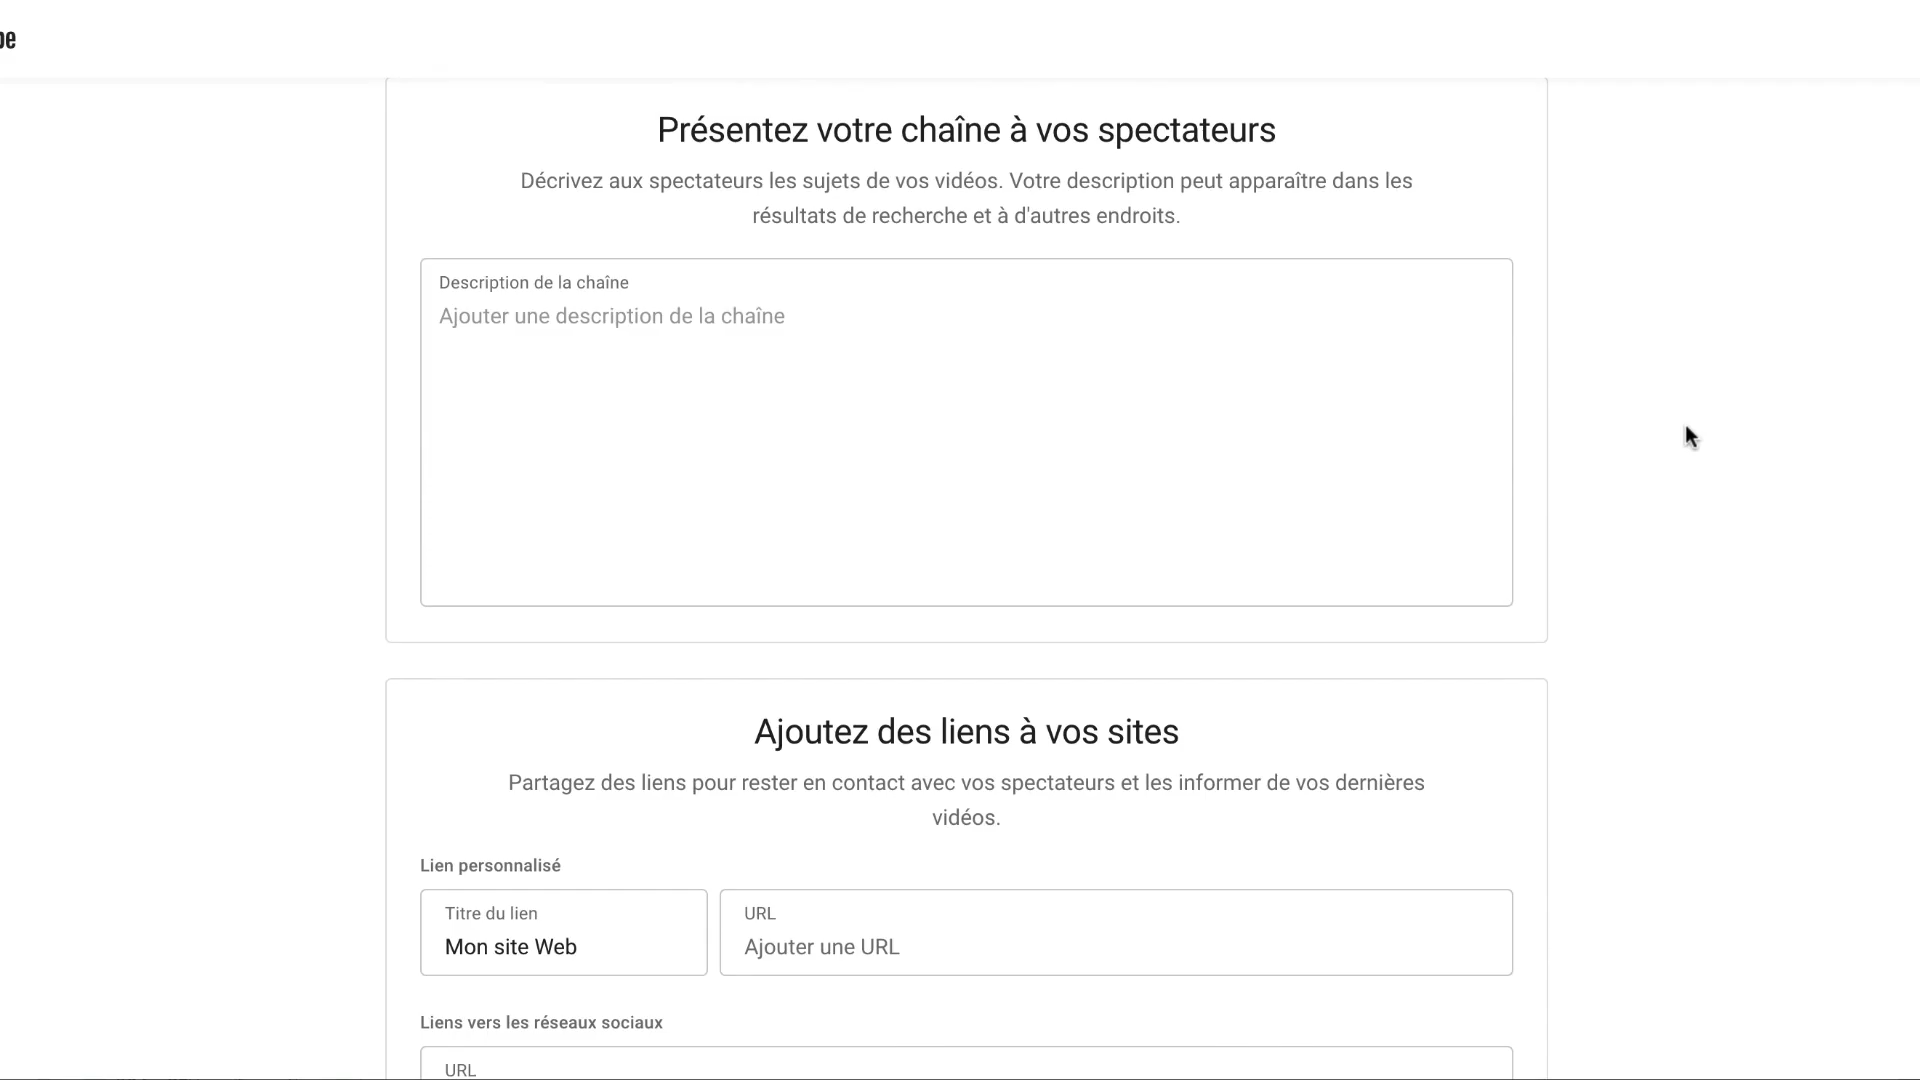 be
Présentez votre chaîne à vos spectateurs
Décrivez aux spectateurs les sujets de vos vidéos. Votre description peut apparaître dans les
résultats de recherche et à d'autres endroits.
Description de la chaîne
Ajouter une description de la chaîne
Ajoutez des liens à vos sites
Partagez des liens pour rester en contact avec vos spectateurs et les informer de vos dernières
vidéos.
Lien personnalisé
Titre du lien
Mon site Web
URL
Ajouter une URL
Liens vers les réseaux sociaux
URL